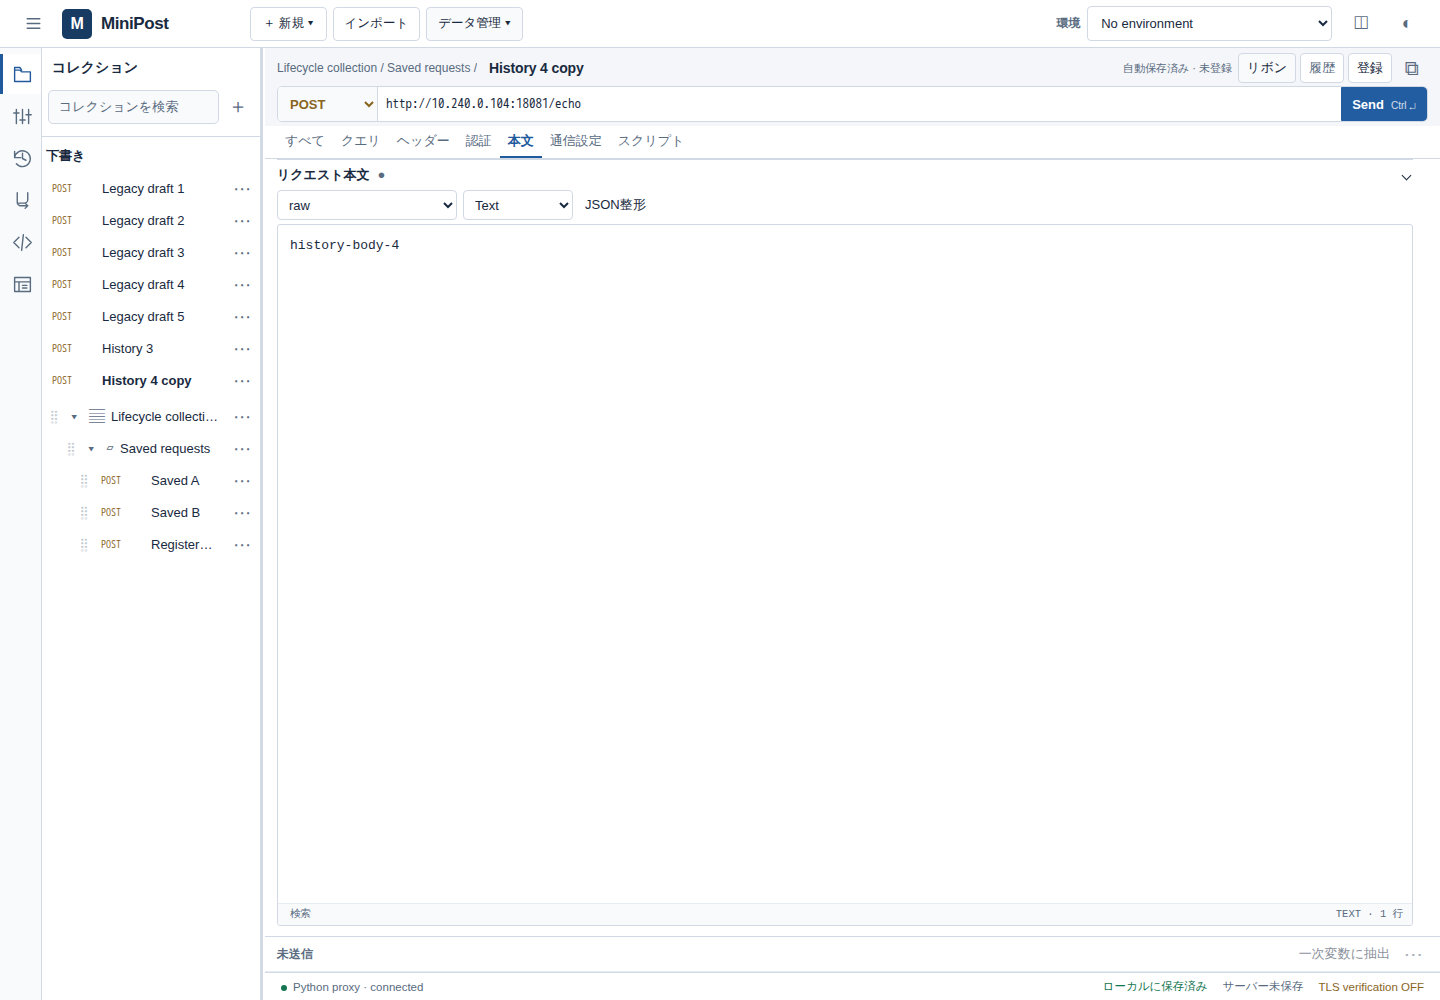 M MiniPost
＋ 新規 ▾
インポート
データ管理 ▾
環境
No environment
コレクション
コレクションを検索
+
下書き
POST Legacy draft 1 ···
POST Legacy draft 2 ···
POST Legacy draft 3 ···
POST Legacy draft 4 ···
POST Legacy draft 5 ···
POST History 3 ···
POST History 4 copy ···
Lifecycle collecti… ···
Saved requests ···
POST Saved A ···
POST Saved B ···
POST Register… ···
Lifecycle collection / Saved requests / History 4 copy
自動保存済み · 未登録
リボン
履歴
登録
POST
http://10.240.0.104:18081/echo
Send Ctrl ⏎
すべて クエリ ヘッダー 認証 本文 通信設定 スクリプト
リクエスト本文 ●
raw
Text
JSON整形
history-body-4
検索
TEXT · 1 行
未送信
一次変数に抽出 ···
Python proxy · connected
ローカルに保存済み サーバー未保存 TLS verification OFF